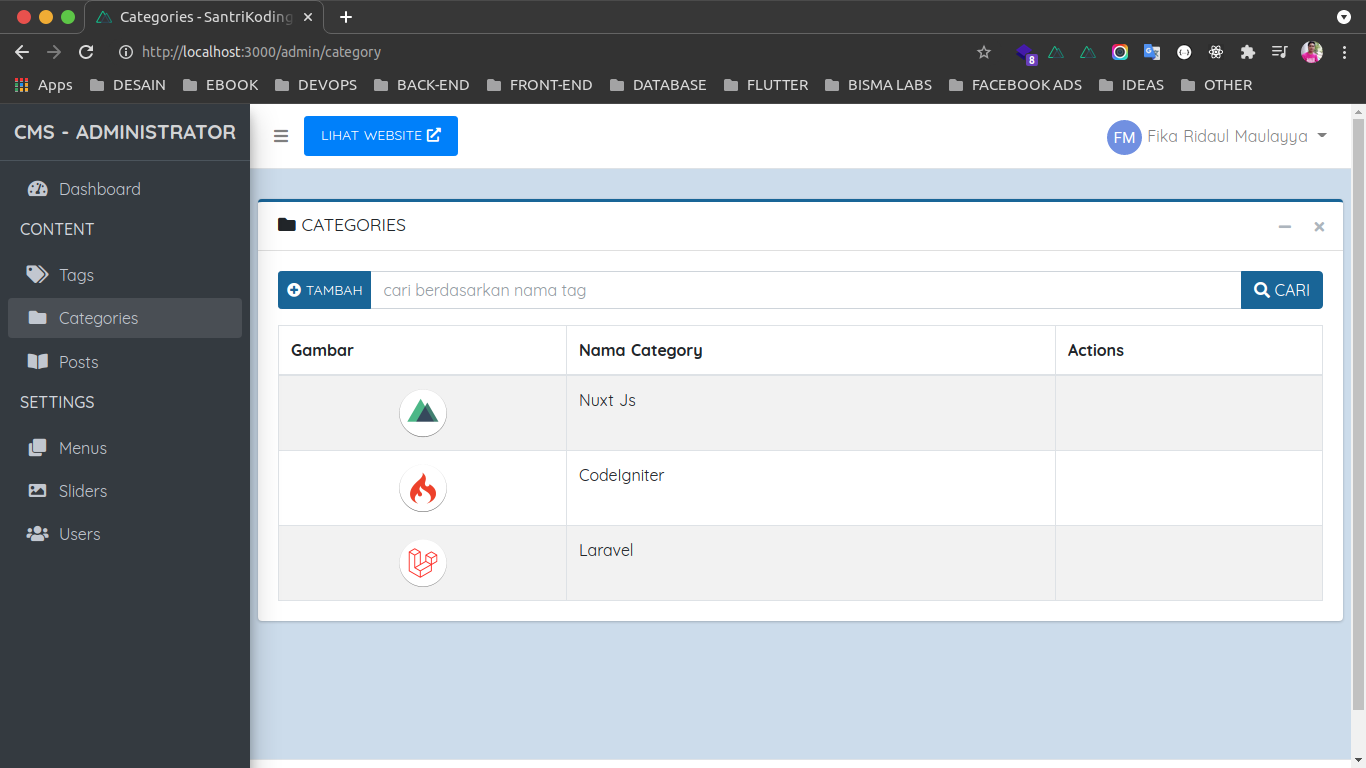 Categories - SantriKoding
http://localhost:3000/admin/category
8
Apps DESAIN EBOOK DEVOPS BACK-END FRONT-END DATABASE FLUTTER BISMA LABS FACEBOOK ADS IDEAS OTHER
CMS - ADMINISTRATOR
LIHAT WEBSITE
FM Fika Ridaul Maulayya
Dashboard
CONTENT
Tags
Categories
Posts
SETTINGS
Menus
Sliders
Users
CATEGORIES
TAMBAH cari berdasarkan nama tag CARI
Gambar Nama Category Actions
Nuxt Js
CodeIgniter
Laravel